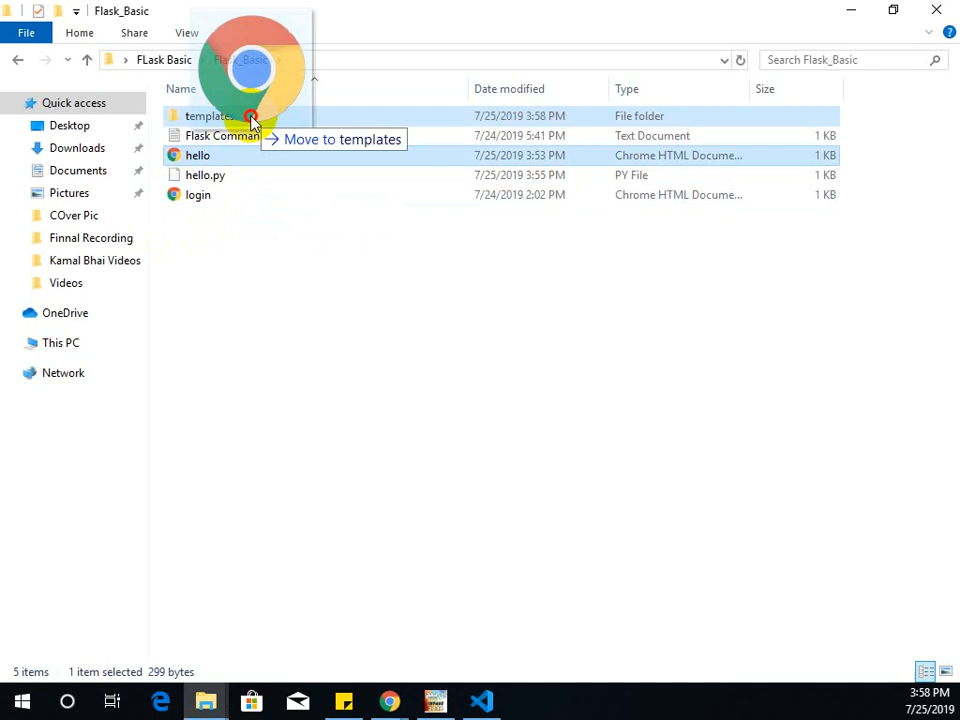 Flask_Basic
File Home Share View
FLask Basic Flask_Basic Search Flask_Basic
Name Date modified Type Size
Quick access
Desktop
Downloads
Documents
Pictures
COver Pic
Finnal Recording
Kamal Bhai Videos
Videos
OneDrive
This PC
Network
templates 7/25/2019 3:58 PM File folder
Flask Comman 7/24/2019 5:41 PM Text Document 1 KB
Move to templates
hello 7/25/2019 3:53 PM Chrome HTML Docume... 1 KB
hello.py 7/25/2019 3:55 PM PY File 1 KB
login 7/24/2019 2:02 PM Chrome HTML Docume... 1 KB
5 items 1 item selected 299 bytes
3:58 PM
7/25/2019